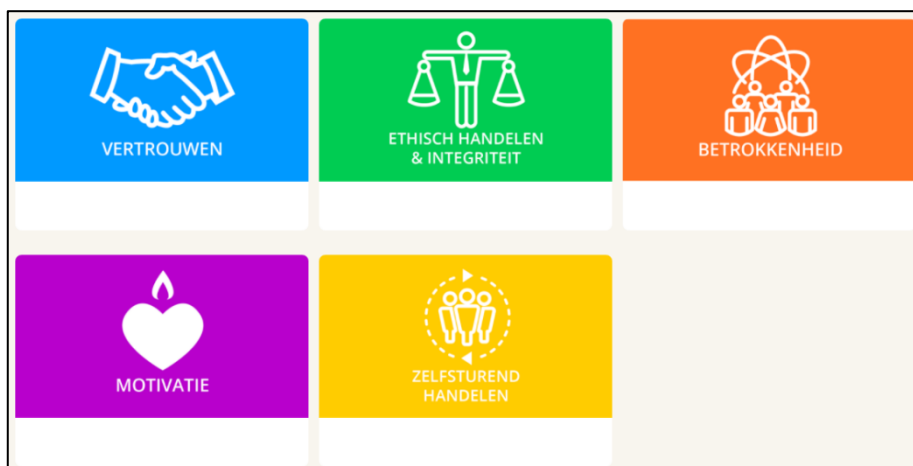 VERTROUWEN
ETHISCH HANDELEN
& INTEGRITEIT
BETROKKENHEID
MOTIVATIE
ZELFSTUREND
HANDELEN